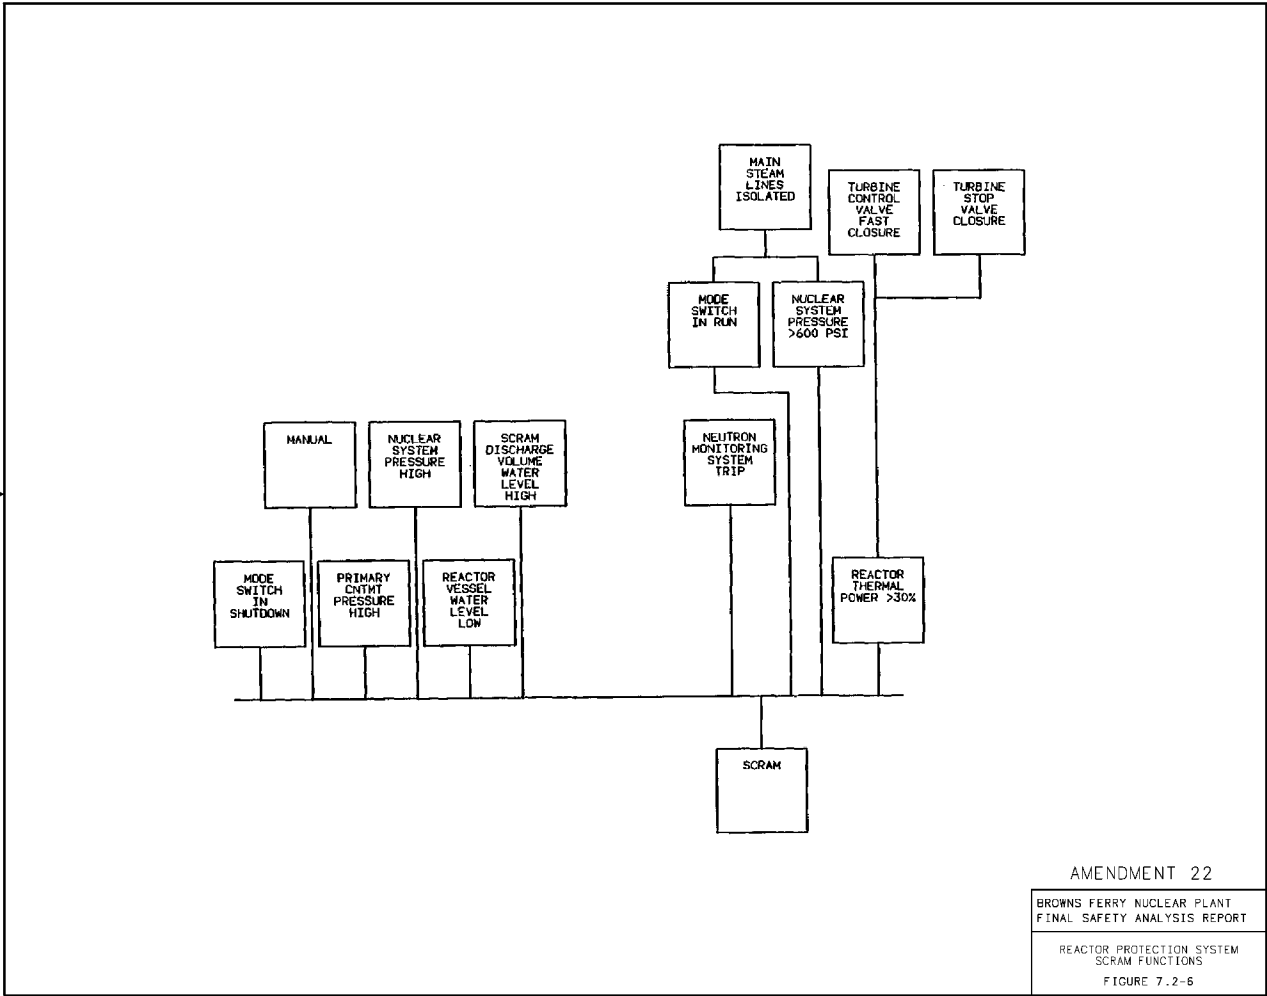 MAIN
STEAM
LINES
ISOLATED
TURBINE
CONTROL
VALVE
FAST
CLOSURE
TURBINE
STOP
VALVE
CLOSURE
MODE
SWITCH
IN RUN
NUCLEAR
SYSTEM
PRESSURE
>600 PSI
MANUAL
NUCLEAR
SYSTEM
PRESSURE
HIGH
SCRAM
DISCHARGE
VOLUME
WATER
LEVEL
HIGH
NEUTRON
MONITORING
SYSTEM
TRIP
MODE
SWITCH
IN
SHUTDOWN
PRIMARY
CNTMT
PRESSURE
HIGH
REACTOR
VESSEL
WATER
LEVEL
LOW
REACTOR
THERMAL
POWER >30%
SCRAM
AMENDMENT 22
BROWNS FERRY NUCLEAR PLANT
FINAL SAFETY ANALYSIS REPORT
REACTOR PROTECTION SYSTEM
SCRAM FUNCTIONS
FIGURE 7.2-6